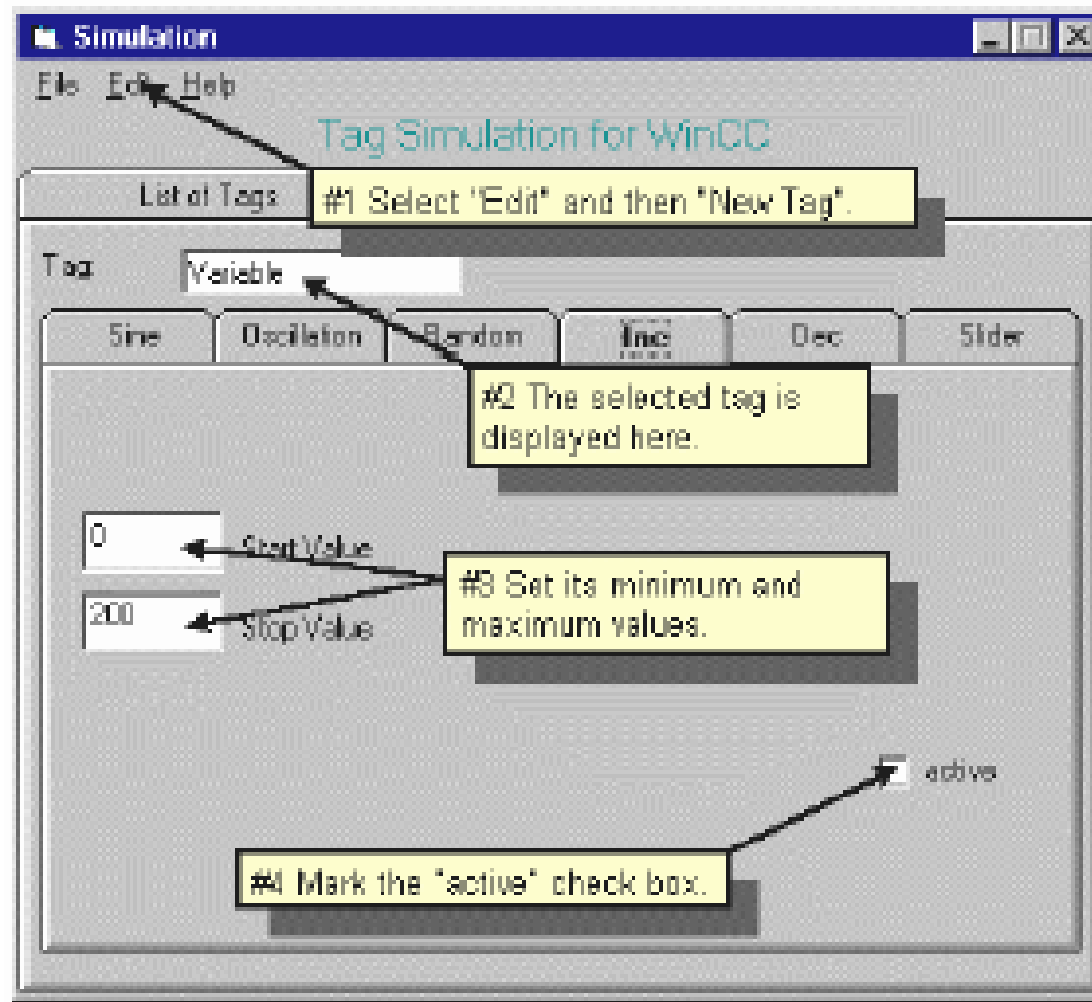 Simulation
File Edit Help
Tag Simulation for WinCC
List of Tags
#1 Select "Edit" and then "New Tag".
Tag:
Variable
Sine Oscillation Random Inc Dec Slider
#2 The selected tag is
displayed here.
0 Start Value
200 Stop Value
#3 Set its minimum and
maximum values.
active
#4 Mark the "active" check box.